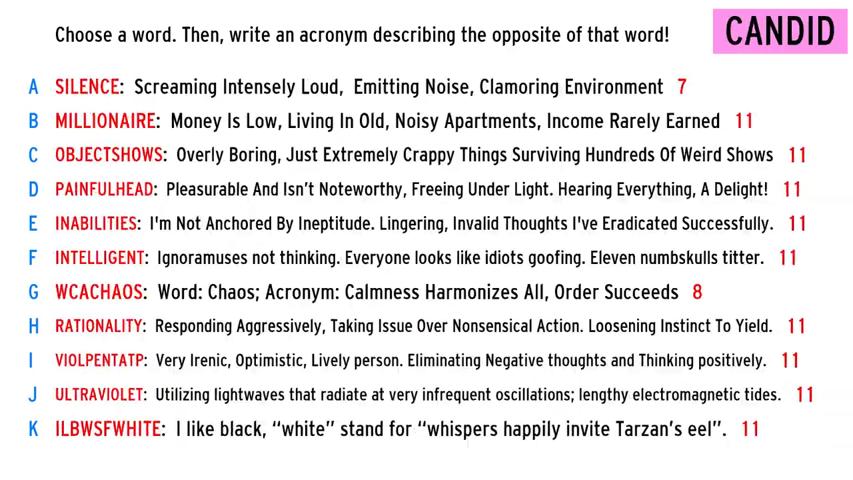 Choose a word. Then, write an acronym describing the opposite of that word!
CANDID
A SILENCE: Screaming Intensely Loud, Emitting Noise, Clamoring Environment 7
B MILLIONAIRE: Money Is Low, Living In Old, Noisy Apartments, Income Rarely Earned 11
C OBJECTSHOWS: Overly Boring, Just Extremely Crappy Things Surviving Hundreds Of Weird Shows 11
D PAINFULHEAD: Pleasurable And Isn't Noteworthy, Freeing Under Light. Hearing Everything, A Delight! 11
E INABILITIES: I'm Not Anchored By Ineptitude. Lingering, Invalid Thoughts I've Eradicated Successfully. 11
F INTELLIGENT: Ignoramuses not thinking. Everyone looks like idiots goofing. Eleven numbskulls titter. 11
G WCACHAOS: Word: Chaos; Acronym: Calmness Harmonizes All, Order Succeeds 8
H RATIONALITY: Responding Aggressively, Taking Issue Over Nonsensical Action. Loosening Instinct To Yield. 11
I VIOLPENTATP: Very Irenic, Optimistic, Lively person. Eliminating Negative thoughts and Thinking positively. 11
J ULTRAVIOLET: Utilizing lightwaves that radiate at very infrequent oscillations; lengthy electromagnetic tides. 11
K ILBWSFWHITE: I like black, “white” stand for “whispers happily invite Tarzan's eel”. 11